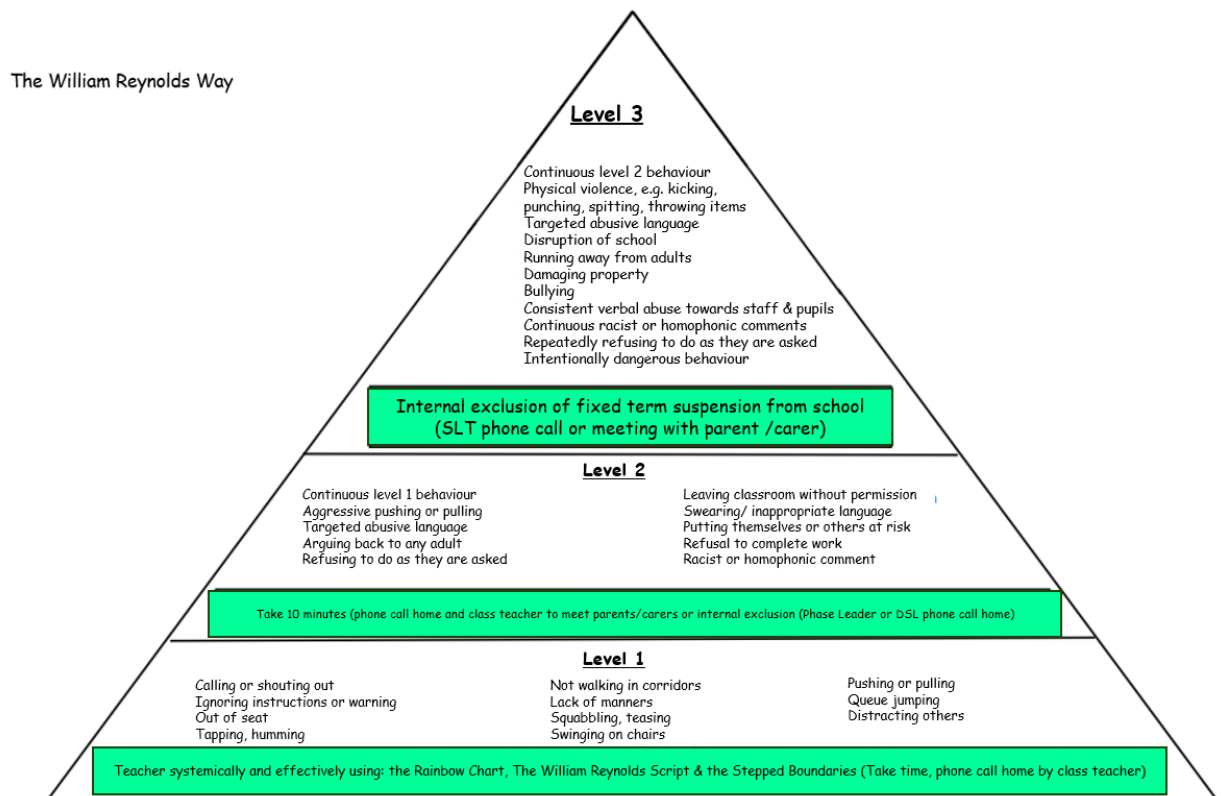 The William Reynolds Way
Level 3
Continuous level 2 behaviour
Physical violence, e.g. kicking,
punching, spitting, throwing items
Targeted abusive language
Disruption of school
Running away from adults
Damaging property
Bullying
Consistent verbal abuse towards staff & pupils
Continuous racist or homophonic comments
Repeatedly refusing to do as they are asked
Intentionally dangerous behaviour
Internal exclusion of fixed term suspension from school
(SLT phone call or meeting with parent /carer)
Level 2
Continuous level 1 behaviour
Aggressive pushing or pulling
Targeted abusive language
Arguing back to any adult
Refusing to do as they are asked
Leaving classroom without permission
Swearing/ inappropriate language
Putting themselves or others at risk
Refusal to complete work
Racist or homophonic comment
Take 10 minutes (phone call home and class teacher to meet parents/carers or internal exclusion (Phase Leader or DSL phone call home)
Level 1
Calling or shouting out
Ignoring instructions or warning
Out of seat
Tapping, humming
Not walking in corridors
Lack of manners
Squabbling, teasing
Swinging on chairs
Pushing or pulling
Queue jumping
Distracting others
Teacher systemically and effectively using: the Rainbow Chart, The William Reynolds Script & the Stepped Boundaries (Take time, phone call home by class teacher)